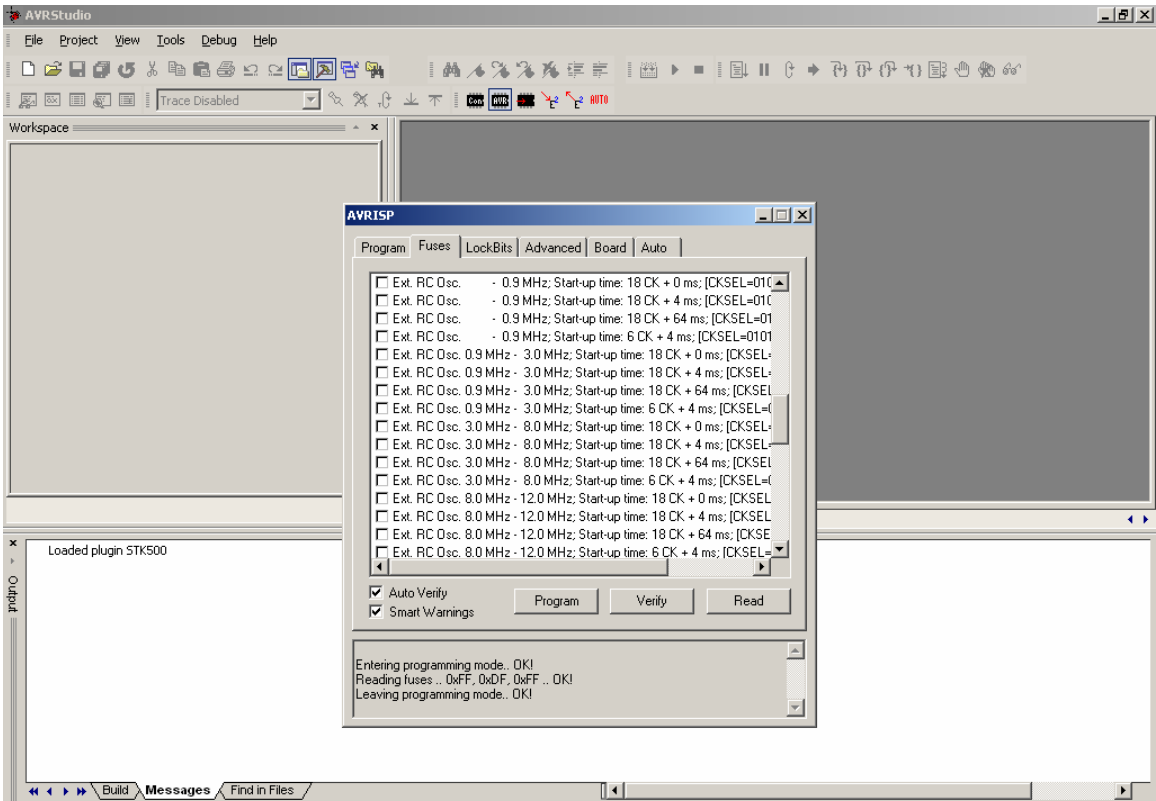 AVRStudio
File Project View Tools Debug Help
Trace Disabled
Con AVR E2 E2 AUTO
Workspace
AVRISP
Program Fuses LockBits Advanced Board Auto
Ext. RC Osc. - 0.9 MHz; Start-up time: 18 CK + 0 ms; [CKSEL=010
Ext. RC Osc. - 0.9 MHz; Start-up time: 18 CK + 4 ms; [CKSEL=010
Ext. RC Osc. - 0.9 MHz; Start-up time: 18 CK + 64 ms; [CKSEL=01
Ext. RC Osc. - 0.9 MHz; Start-up time: 6 CK + 4 ms; [CKSEL=0101
Ext. RC Osc. 0.9 MHz - 3.0 MHz; Start-up time: 18 CK + 0 ms; [CKSEL=
Ext. RC Osc. 0.9 MHz - 3.0 MHz; Start-up time: 18 CK + 4 ms; [CKSEL=
Ext. RC Osc. 0.9 MHz - 3.0 MHz; Start-up time: 18 CK + 64 ms; [CKSEL
Ext. RC Osc. 0.9 MHz - 3.0 MHz; Start-up time: 6 CK + 4 ms; [CKSEL=0
Ext. RC Osc. 3.0 MHz - 8.0 MHz; Start-up time: 18 CK + 0 ms; [CKSEL=
Ext. RC Osc. 3.0 MHz - 8.0 MHz; Start-up time: 18 CK + 4 ms; [CKSEL=
Ext. RC Osc. 3.0 MHz - 8.0 MHz; Start-up time: 18 CK + 64 ms; [CKSEL
Ext. RC Osc. 3.0 MHz - 8.0 MHz; Start-up time: 6 CK + 4 ms; [CKSEL=0
Ext. RC Osc. 8.0 MHz - 12.0 MHz; Start-up time: 18 CK + 0 ms; [CKSEL
Ext. RC Osc. 8.0 MHz - 12.0 MHz; Start-up time: 18 CK + 4 ms; [CKSEL
Ext. RC Osc. 8.0 MHz - 12.0 MHz; Start-up time: 18 CK + 64 ms; [CKSE
Ext. RC Osc. 8.0 MHz - 12.0 MHz; Start-up time: 6 CK + 4 ms; [CKSEL=
Auto Verify
Smart Warnings
Program Verify Read
Entering programming mode.. OK!
Reading fuses .. 0xFF, 0xDF, 0xFF .. OK!
Leaving programming mode.. OK!
Loaded plugin STK500
Output
Build Messages Find in Files